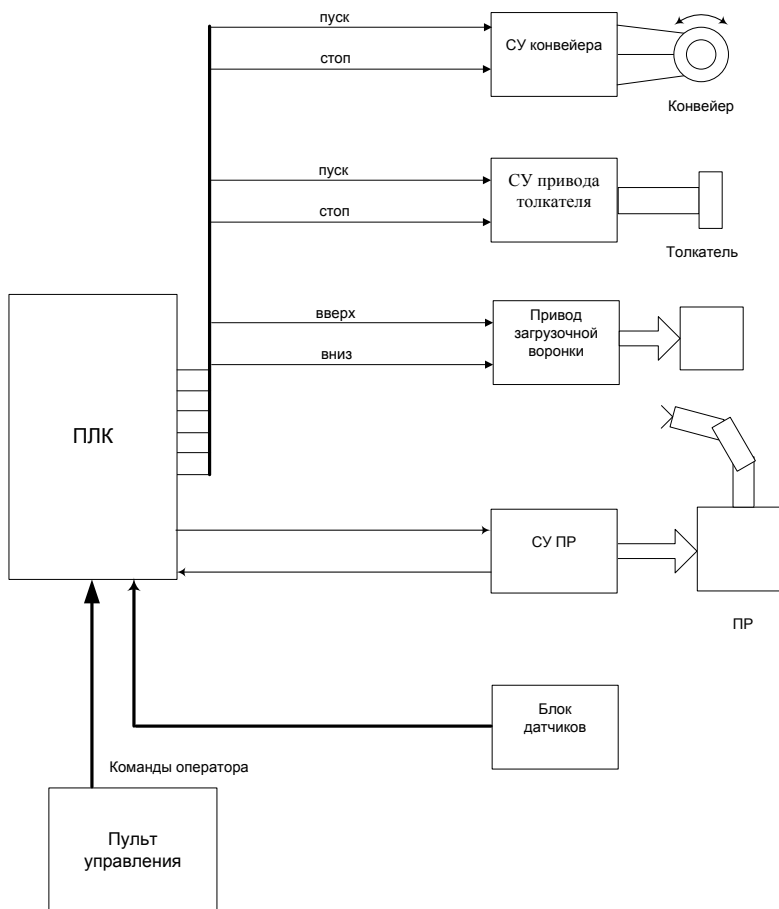 пуск
СУ конвейера
стоп
Конвейер
пуск
СУ привода
толкателя
стоп
Толкатель
вверх
Привод
загрузочной
воронки
вниз
ПЛК
СУ ПР
ПР
Блок
датчиков
Команды оператора
Пульт
управления